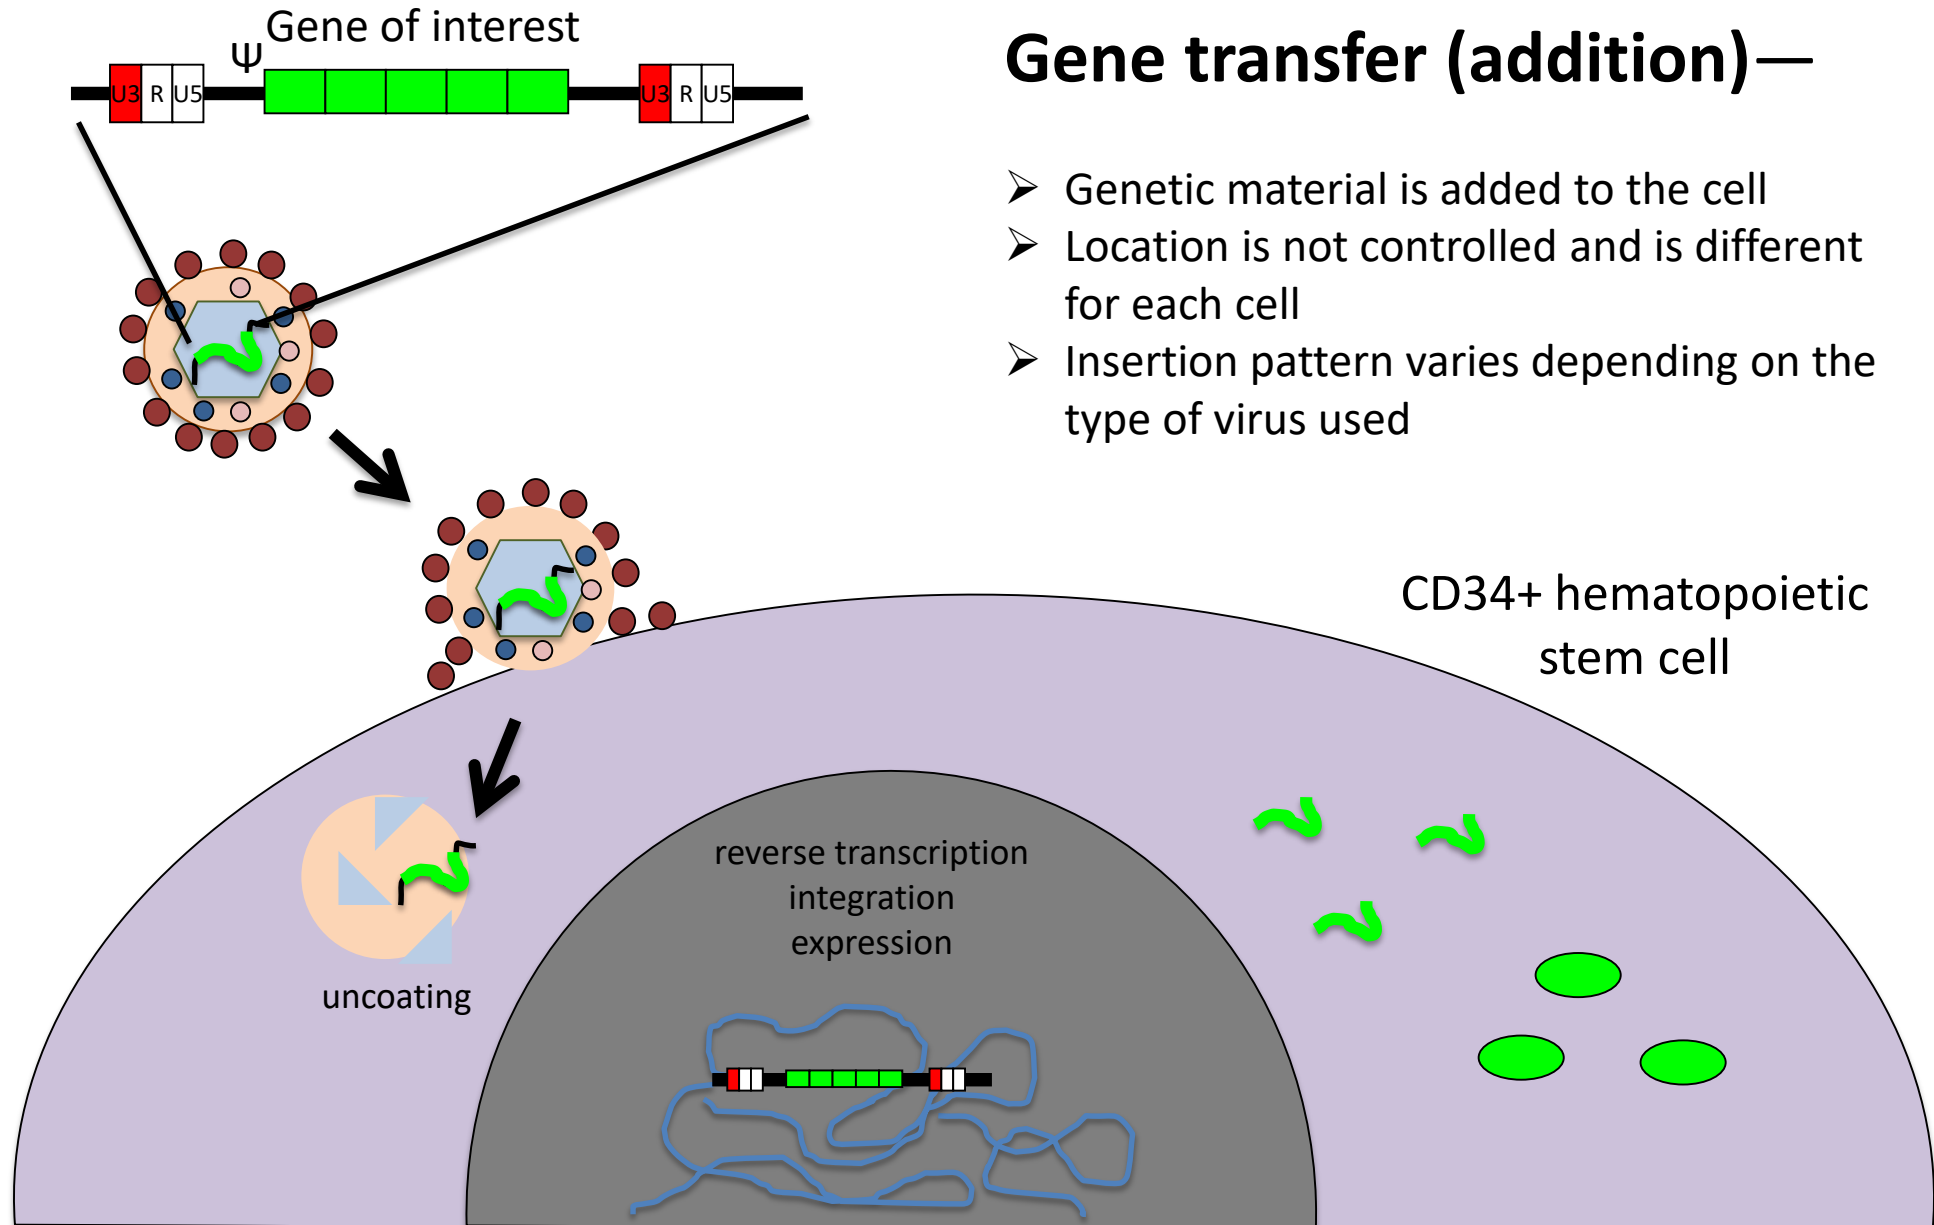 Gene of interest
Ψ
U3 R U5 U3 R U5
Gene transfer (addition)—
➢ Genetic material is added to the cell
➢ Location is not controlled and is different
for each cell
➢ Insertion pattern varies depending on the
type of virus used
CD34+ hematopoietic
stem cell
reverse transcription
integration
expression
uncoating